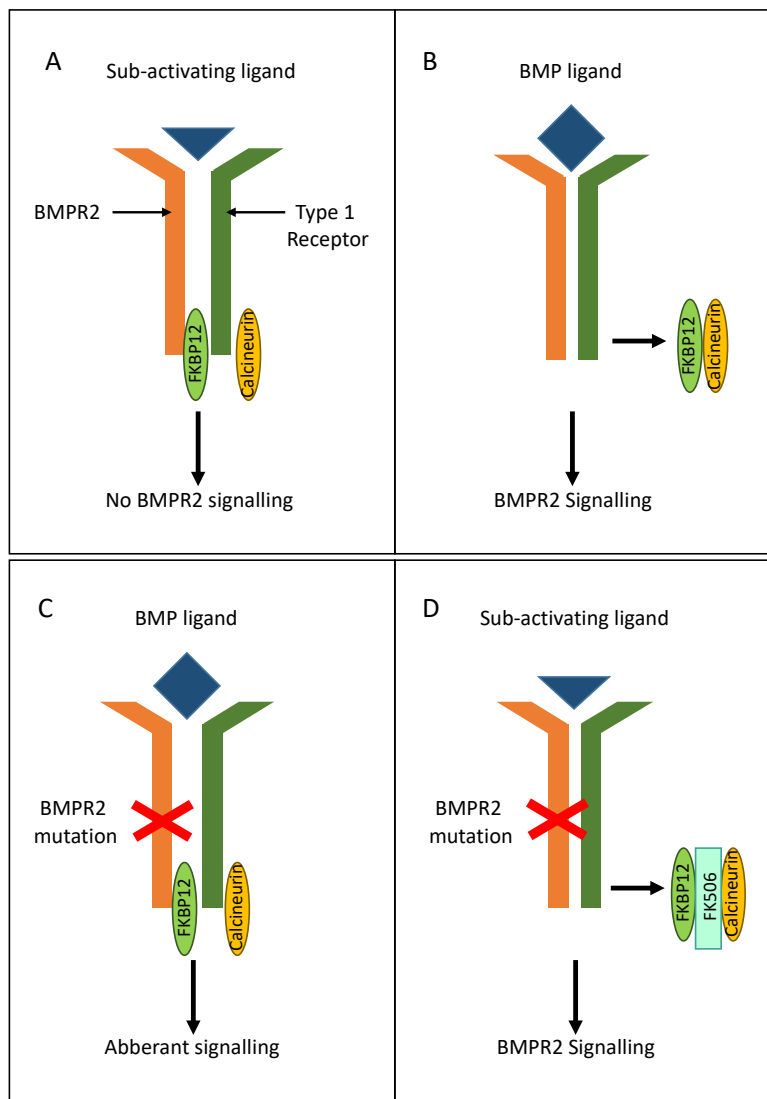 A
Sub-activating ligand
BMPR2
Type 1
Receptor
FKBP12
Calcineurin
No BMPR2 signalling
B
BMP ligand
FKBP12
Calcineurin
BMPR2 Signalling
C
BMP ligand
BMPR2
mutation
FKBP12
Calcineurin
Abberant signalling
D
Sub-activating ligand
BMPR2
mutation
FKBP12
FK506
Calcineurin
BMPR2 Signalling